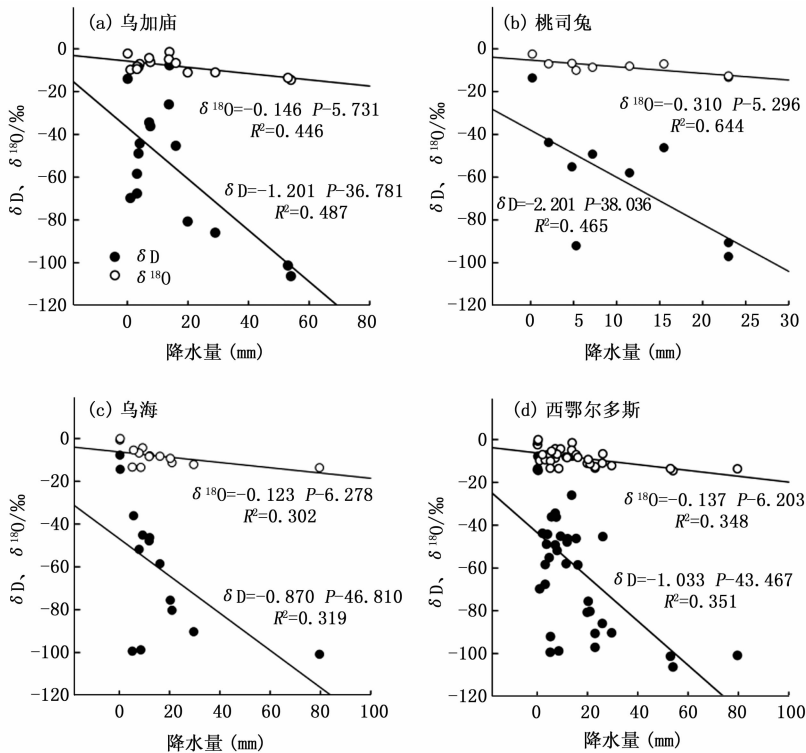 (a) 乌加庙
0
-20
-40
-60
-80
-100
-120
δD、δ¹⁸O/‰
δ¹⁸O=-0.146 P-5.731
R²=0.446
δD=-1.201 P-36.781
R²=0.487
δD
δ¹⁸O
0 20 40 60 80
降水量(mm)
(b) 桃司兔
0
-20
-40
-60
-80
-100
-120
δD、δ¹⁸O/‰
δ¹⁸O=-0.310 P-5.296
R²=0.644
δD=-2.201 P-38.036
R²=0.465
0 5 10 15 20 25 30
降水量(mm)
(c) 乌海
0
-20
-40
-60
-80
-100
-120
δD、δ¹⁸O/‰
δ¹⁸O=-0.123 P-6.278
R²=0.302
δD=-0.870 P-46.810
R²=0.319
0 20 40 60 80 100
降水量(mm)
(d) 西鄂尔多斯
0
-20
-40
-60
-80
-100
-120
δD、δ¹⁸O/‰
δ¹⁸O=-0.137 P-6.203
R²=0.348
δD=-1.033 P-43.467
R²=0.351
0 20 40 60 80 100
降水量(mm)